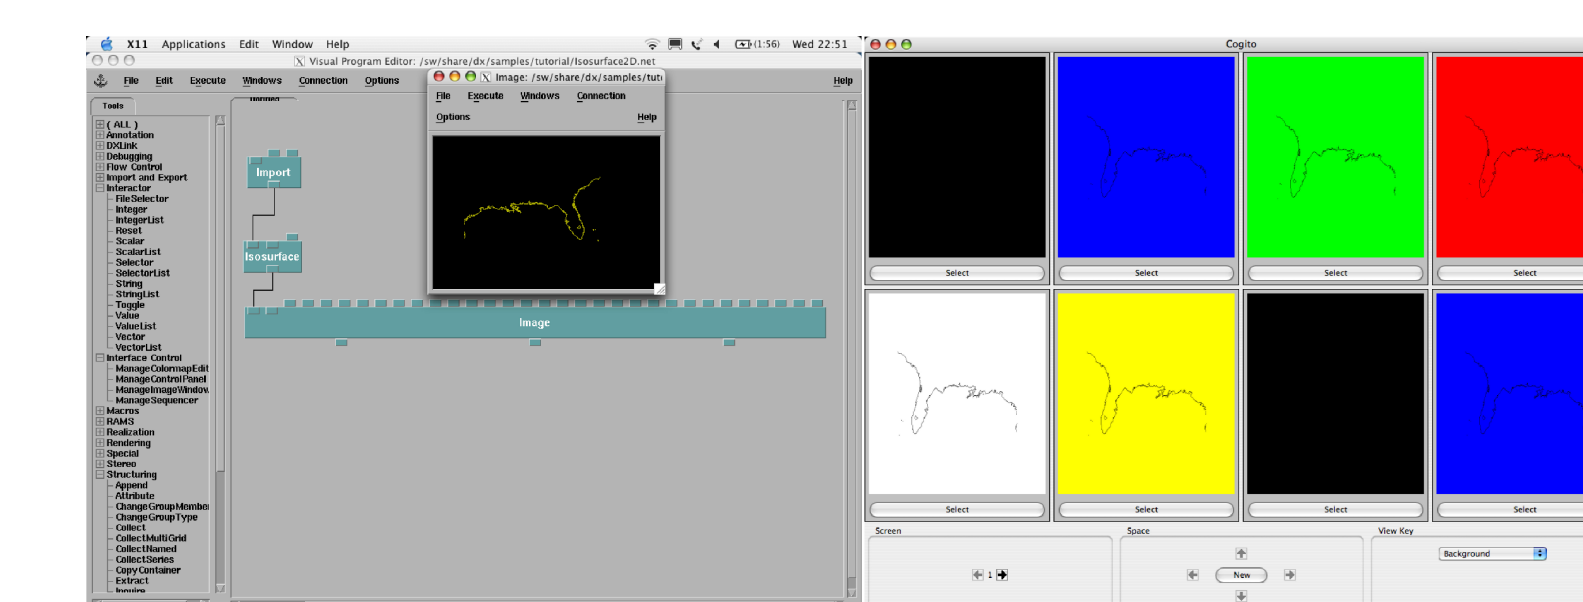 X11 Applications Edit Window Help (1:56) Wed 22:51
X Visual Program Editor: /sw/share/dx/samples/tutorial/Isosurface2D.net
File Edit Execute Windows Connection Options Help
Tools
( ALL )
Annotation
DXLink
Debugging
Flow Control
Import and Export
Interactor
FileSelector
Integer
IntegerList
Reset
Scalar
ScalarList
Selector
SelectorList
String
StringList
Toggle
Value
ValueList
Vector
VectorList
Interface Control
ManageColormapEdit
ManageControlPanel
ManageImageWindow
ManageSequencer
Macros
RAMS
Realization
Rendering
Special
Stereo
Structuring
Append
Attribute
ChangeGroupMember
ChangeGroupType
Collect
CollectMultiGrid
CollectNamed
CollectSeries
CopyContainer
Extract
Inquire
Untitled
Import
Isosurface
Image
X Image: /sw/share/dx/samples/tut
File Execute Windows Connection
Options Help
Cogito
Select Select Select Select
Select Select Select Select
Screen Space View Key
1
New
Background